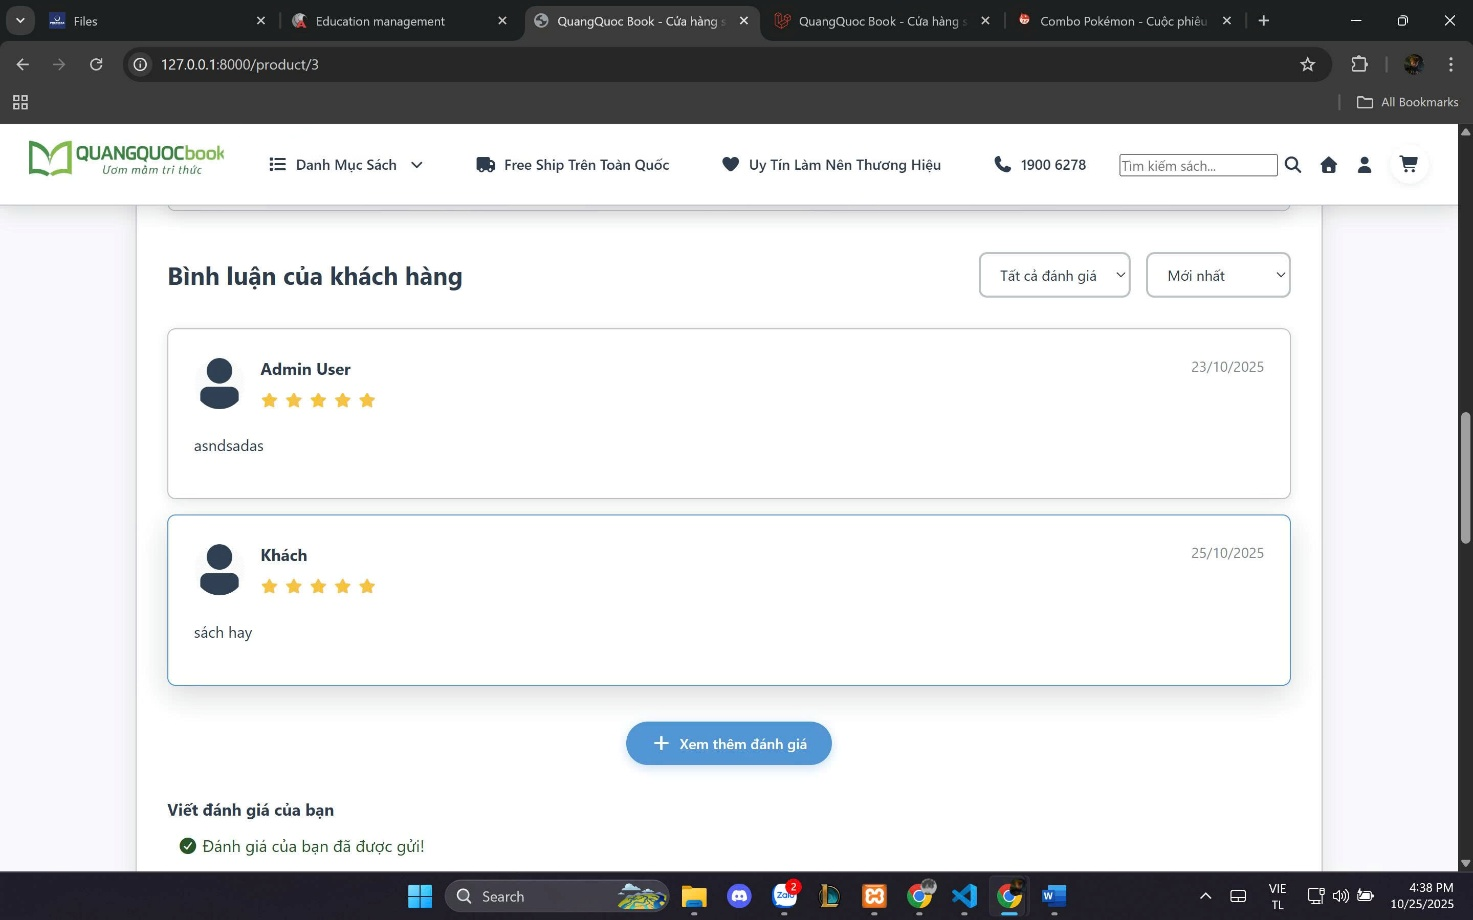 Files
Education management
QuangQuoc Book - Cửa hàng s
QuangQuoc Book - Cửa hàng s
Combo Pokémon - Cuộc phiêu
127.0.0.1:8000/product/3
All Bookmarks
QUANGQUOCbook
Ươm mầm tri thức
Danh Mục Sách
Free Ship Trên Toàn Quốc
Uy Tín Làm Nên Thương Hiệu
1900 6278
Tìm kiếm sách...
Bình luận của khách hàng
Tất cả đánh giá
Mới nhất
Admin User
23/10/2025
asndsadas
Khách
25/10/2025
sách hay
Xem thêm đánh giá
Viết đánh giá của bạn
Đánh giá của bạn đã được gửi!
Search
Zalo
2
VIE
TL
4:38 PM
10/25/2025